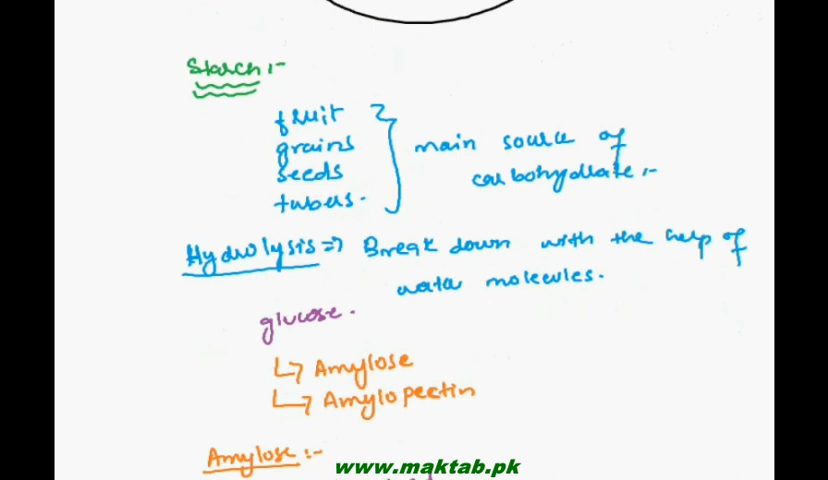 Starch :-
fruit
grains
seeds
tubers.
main source of
carbohydrate :-
Hydrolysis => Break down with the help of
water molecules.
glucose.
↳ Amylose
↳ Amylopectin
Amylose :-
www.maktab.pk